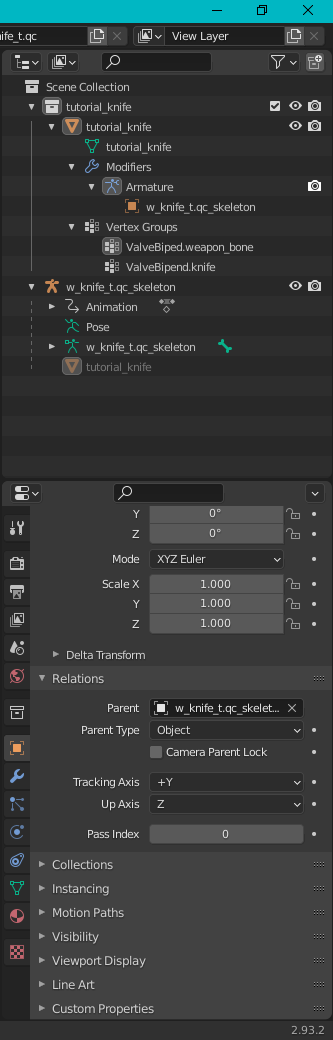 ife_t.qc
View Layer
Scene Collection
tutorial_knife
tutorial_knife
tutorial_knife
Modifiers
Armature
w_knife_t.qc_skeleton
Vertex Groups
ValveBiped.weapon_bone
ValveBipend.knife
w_knife_t.qc_skeleton
Animation
Pose
w_knife_t.qc_skeleton
tutorial_knife
Y 0°
Z 0°
Mode XYZ Euler
Scale X 1.000
Y 1.000
Z 1.000
Delta Transform
Relations
Parent w_knife_t.qc_skelet...
Parent Type Object
Camera Parent Lock
Tracking Axis +Y
Up Axis Z
Pass Index 0
Collections
Instancing
Motion Paths
Visibility
Viewport Display
Line Art
Custom Properties
2.93.2